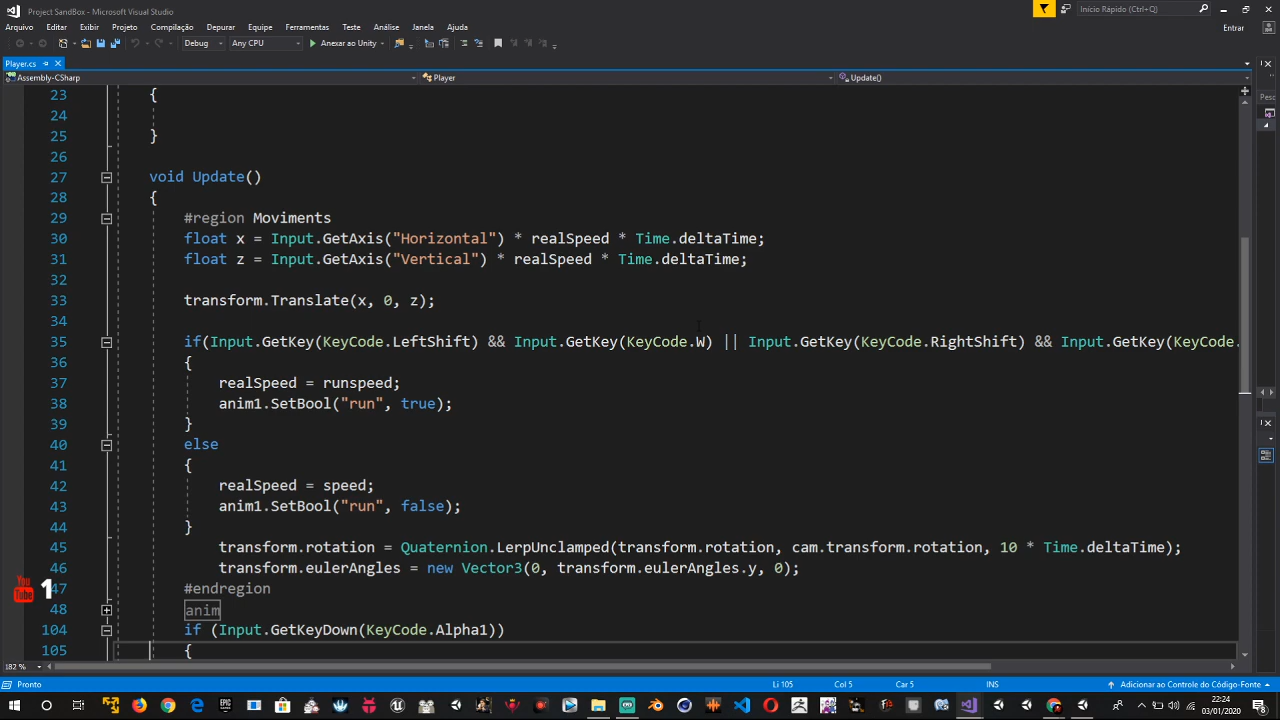 Project SandBox - Microsoft Visual Studio
Início Rápido (Ctrl+Q)
Arquivo Editar Exibir Projeto Compilação Depurar Equipe Ferramentas Teste Analisar Janela Ajuda
Entrar
Debug Any CPU Anexar ao Unity
Player.cs
Assembly-CSharp Player Update()
Pesc
23 {
24
25 }
26
27 void Update()
28 {
29 #region Moviments
30 float x = Input.GetAxis("Horizontal") * realSpeed * Time.deltaTime;
31 float z = Input.GetAxis("Vertical") * realSpeed * Time.deltaTime;
32
33 transform.Translate(x, 0, z);
34
35 if(Input.GetKey(KeyCode.LeftShift) && Input.GetKey(KeyCode.W) || Input.GetKey(KeyCode.RightShift) && Input.GetKey(KeyCode.
36 {
37 realSpeed = runspeed;
38 anim1.SetBool("run", true);
39 }
40 else
41 {
42 realSpeed = speed;
43 anim1.SetBool("run", false);
44 }
45 transform.rotation = Quaternion.LerpUnclamped(transform.rotation, cam.transform.rotation, 10 * Time.deltaTime);
46 transform.eulerAngles = new Vector3(0, transform.eulerAngles.y, 0);
You Tube 1
47 #endregion
48 anim
104 if (Input.GetKeyDown(KeyCode.Alpha1))
105 {
182 %
Pronto Li 105 Col 5 Car 5 INS Adicionar ao Controle do Código-Fonte
22:24
13/01/2020